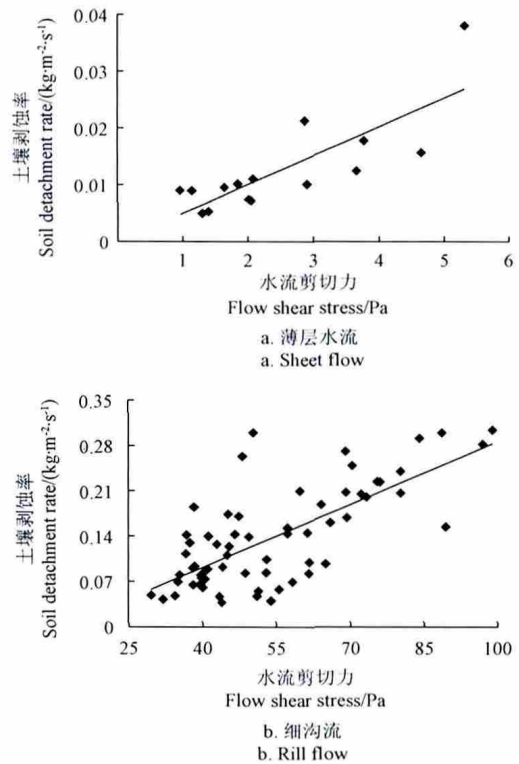 0.04
0.03
0.02
0.01
0
土壤剥蚀率
Soil detachment rate/(kg·m⁻²·s⁻¹)
1 2 3 4 5 6
水流剪切力
Flow shear stress/Pa
a. 薄层水流
a. Sheet flow
0.35
0.28
0.21
0.14
0.07
0
土壤剥蚀率
Soil detachment rate/(kg·m⁻²·s⁻¹)
25 40 55 70 85 100
水流剪切力
Flow shear stress/Pa
b. 细沟流
b. Rill flow